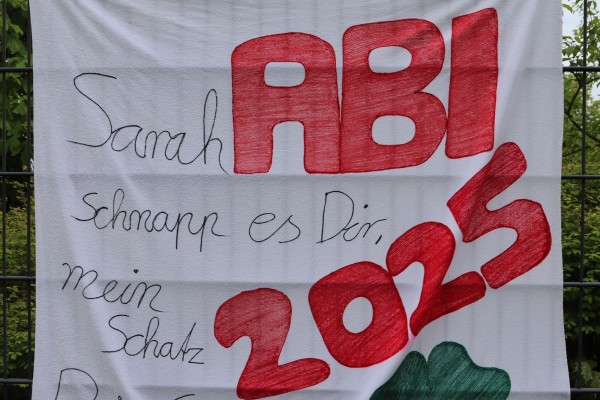 Sarah ABI
Schnapp es Dir,
mein
Schatz
2025